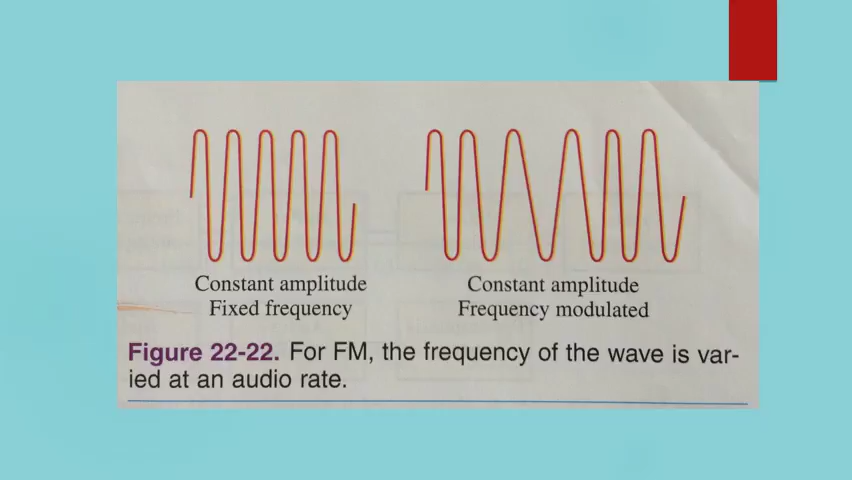 Constant amplitude
Fixed frequency
Constant amplitude
Frequency modulated
Figure 22-22. For FM, the frequency of the wave is var-
ied at an audio rate.